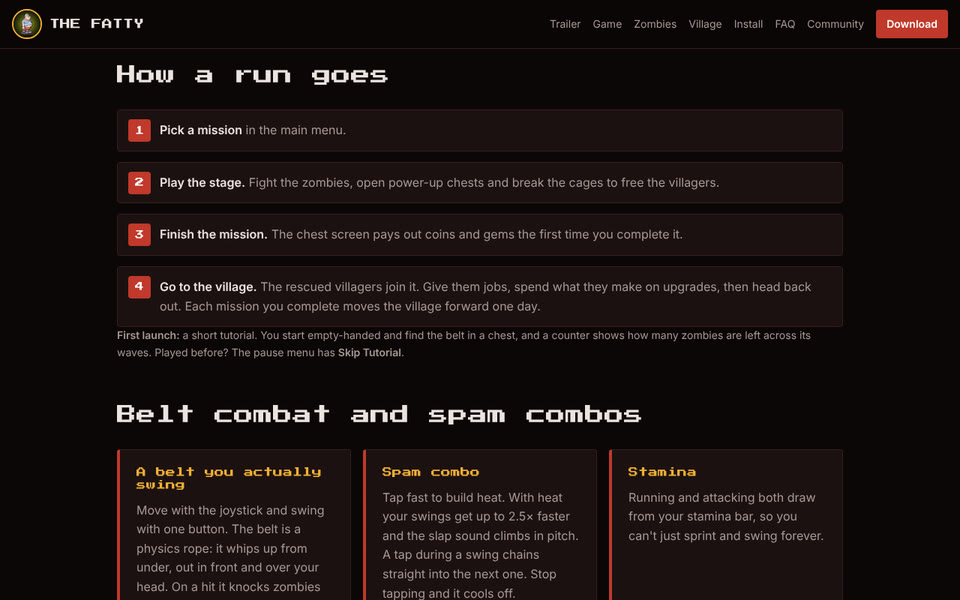 THE FATTY
Trailer Game Zombies Village Install FAQ Community Download
How a run goes
1 Pick a mission in the main menu.
2 Play the stage. Fight the zombies, open power-up chests and break the cages to free the villagers.
3 Finish the mission. The chest screen pays out coins and gems the first time you complete it.
4 Go to the village. The rescued villagers join it. Give them jobs, spend what they make on upgrades, then head back
out. Each mission you complete moves the village forward one day.
First launch: a short tutorial. You start empty-handed and find the belt in a chest, and a counter shows how many zombies are left across its
waves. Played before? The pause menu has Skip Tutorial.
Belt combat and spam combos
A belt you actually
swing
Move with the joystick and swing
with one button. The belt is a
physics rope: it whips up from
under, out in front and over your
head. On a hit it knocks zombies
Spam combo
Tap fast to build heat. With heat
your swings get up to 2.5× faster
and the slap sound climbs in pitch.
A tap during a swing chains
straight into the next one. Stop
tapping and it cools off.
Stamina
Running and attacking both draw
from your stamina bar, so you
can't just sprint and swing forever.